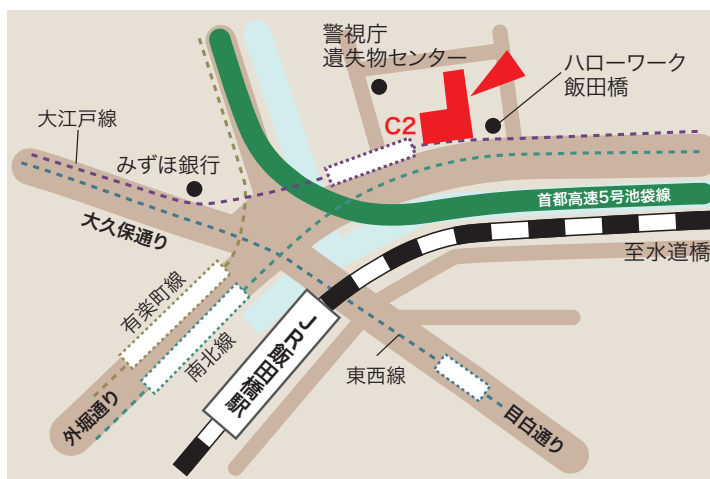 警視庁
遺失物センター
ハローワーク
飯田橋
C2
大江戸線
みずほ銀行
大久保通り
首都高速5号池袋線
至水道橋
有楽町線
南北線
JR飯田橋駅
東西線
外堀通り
目白通り